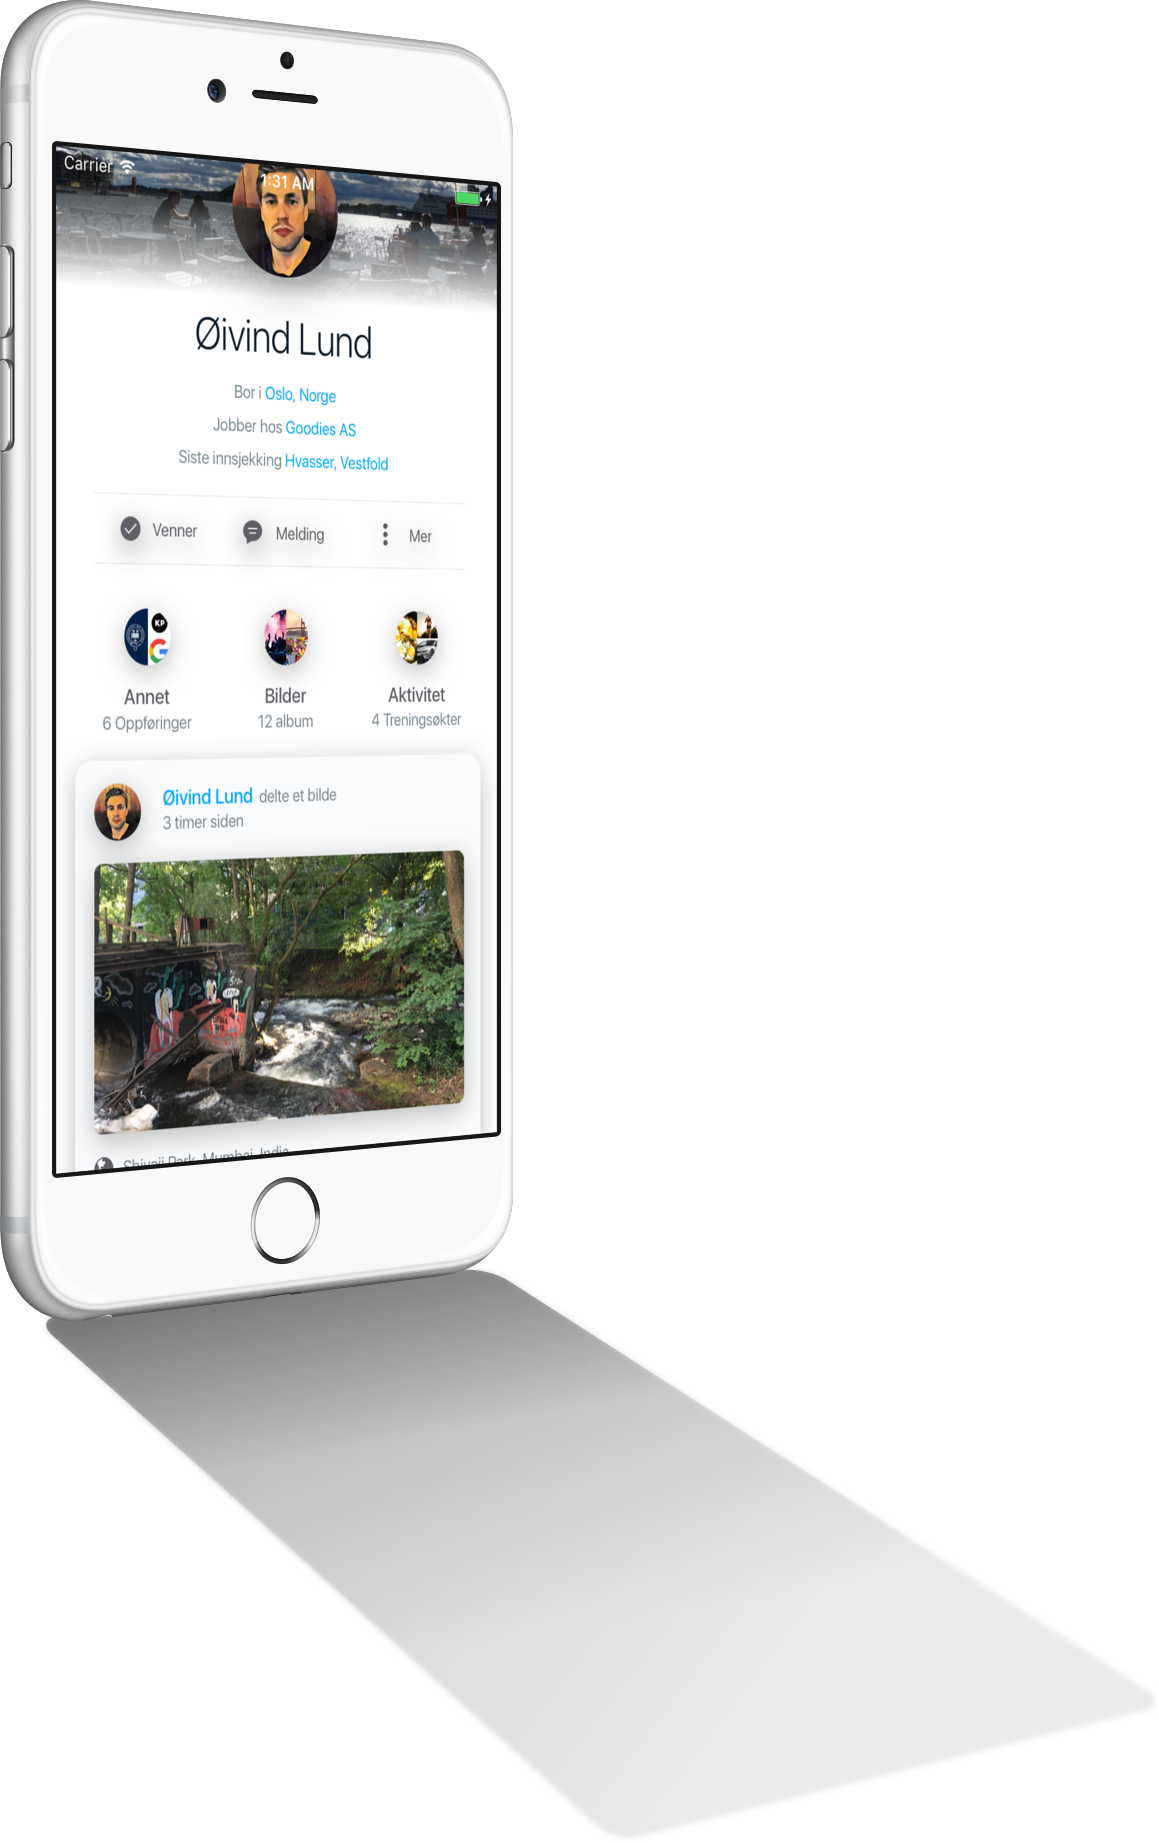 Carrier
1:31 AM
Øivind Lund
Bor i Oslo, Norge
Jobber hos Goodies AS
Siste innsjekking Hvasser, Vestfold
Venner Melding Mer
KP
G
Annet Bilder Aktivitet
6 Oppføringer 12 album 4 Treningsøkter
Øivind Lund delte et bilde
3 timer siden
Shivaji Park, Mumbai, India